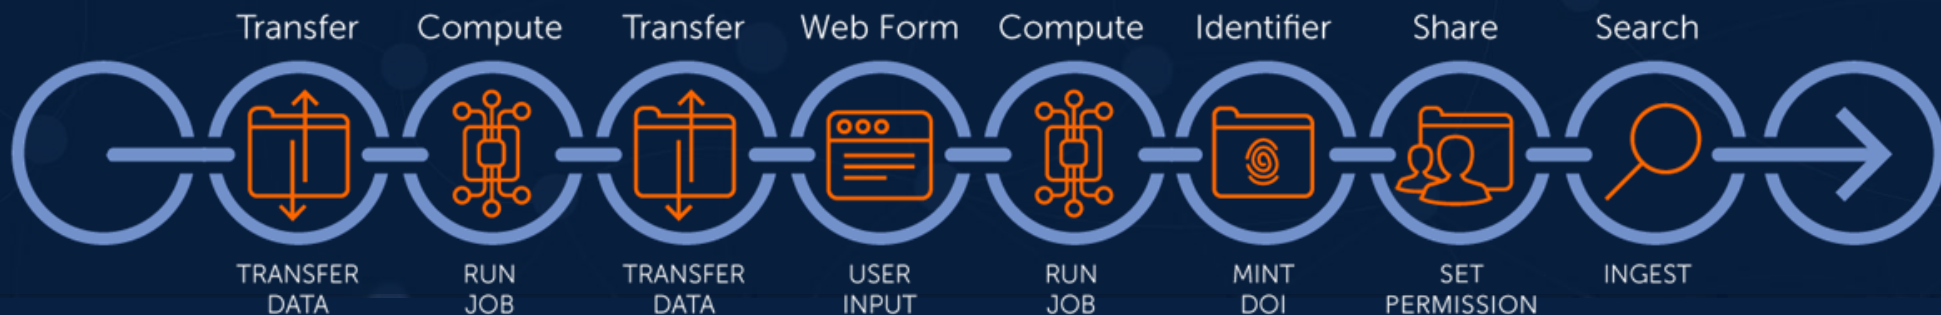 Transfer Compute Transfer Web Form Compute Identifier Share Search
TRANSFER RUN TRANSFER USER RUN MINT SET INGEST
DATA JOB DATA INPUT JOB DOI PERMISSION